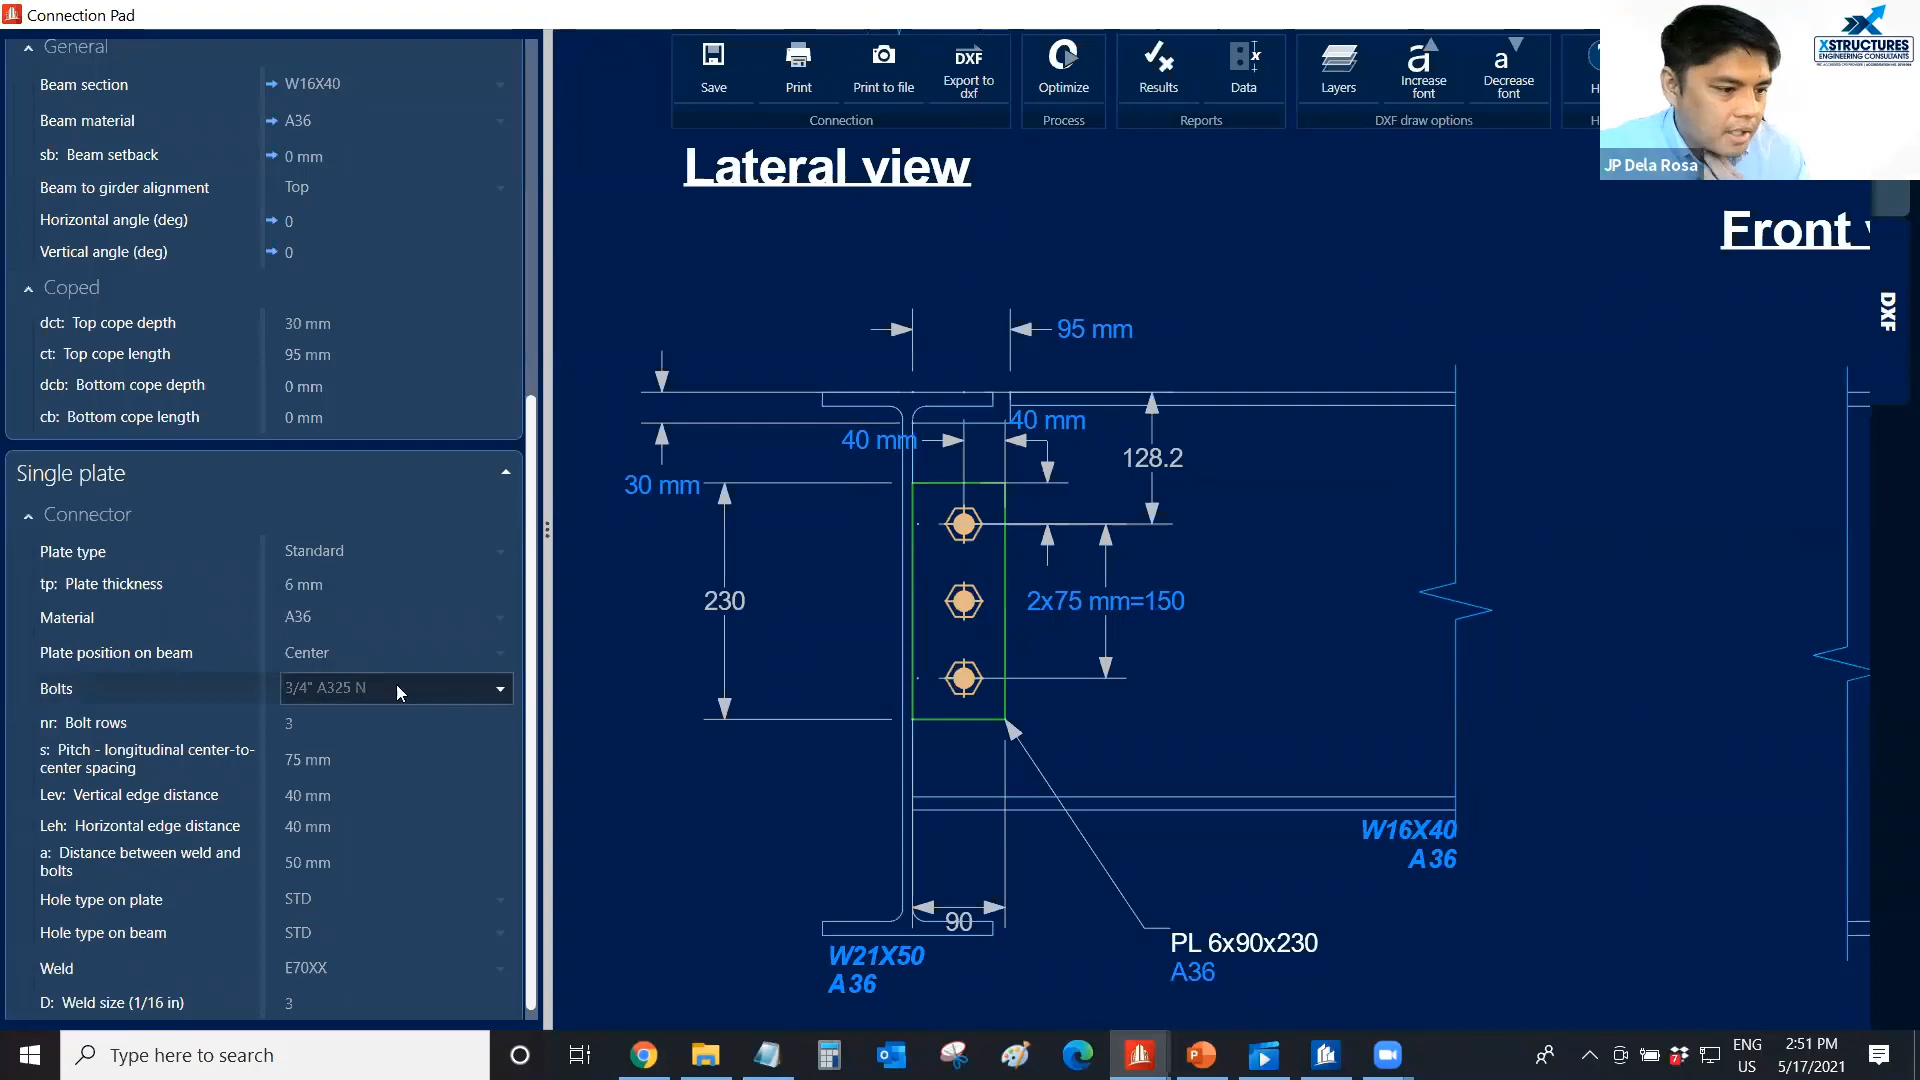 Connection Pad
General
Beam section W16X40
Beam material A36
sb: Beam setback 0 mm
Beam to girder alignment Top
Horizontal angle (deg) 0
Vertical angle (deg) 0
Coped
dct: Top cope depth 30 mm
ct: Top cope length 95 mm
dcb: Bottom cope depth 0 mm
cb: Bottom cope length 0 mm
Single plate
Connector
Plate type Standard
tp: Plate thickness 6 mm
Material A36
Plate position on beam Center
Bolts 3/4" A325 N
nr: Bolt rows 3
s: Pitch - longitudinal center-to-
center spacing 75 mm
Lev: Vertical edge distance 40 mm
Leh: Horizontal edge distance 40 mm
a: Distance between weld and
bolts 50 mm
Hole type on plate STD
Hole type on beam STD
Weld E70XX
D: Weld size (1/16 in) 3
Save
Print
Print to file
DXF
Export to
dxf
Connection
Optimize
Process
Results
Data
Reports
Layers
a
Increase
font
a
Decrease
font
DXF draw options
JP Dela Rosa
XSTRUCTURES
ENGINEERING CONSULTANTS
Lateral view
Front
DXF
95 mm
40 mm
40 mm
128.2
30 mm
230
2x75 mm=150
W16X40
A36
90
PL 6x90x230
A36
W21X50
A36
Type here to search
ENG
US
2:51 PM
5/17/2021